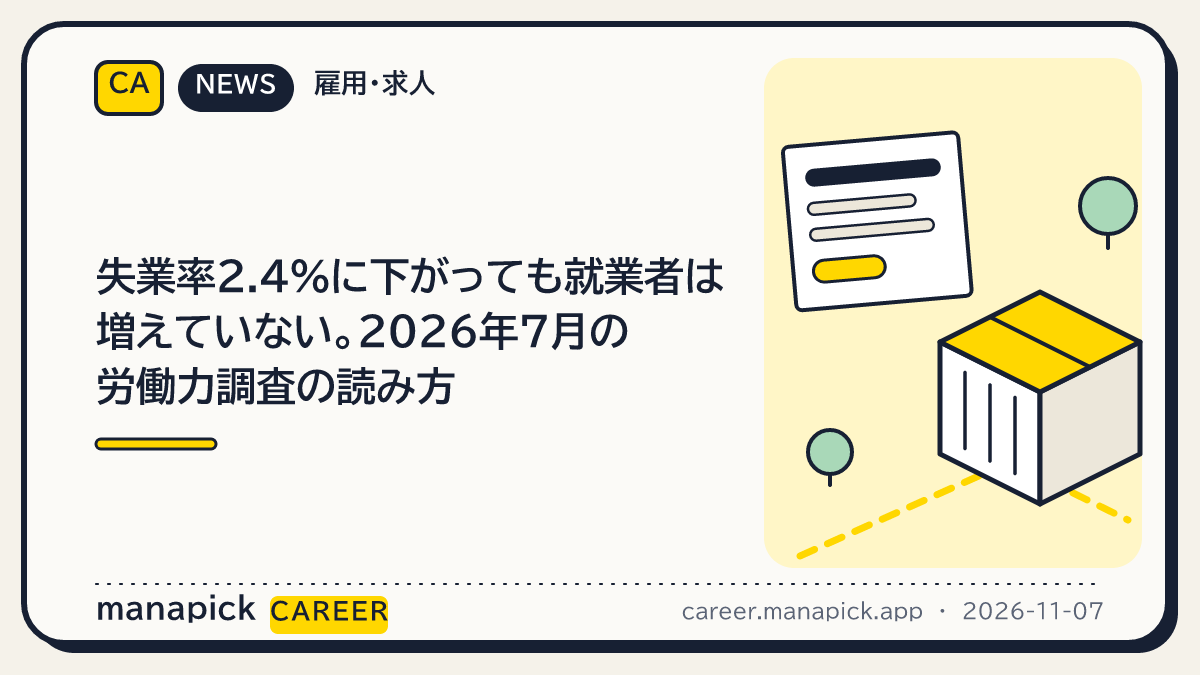 CA
NEWS
雇用・求人
失業率2.4%に下がっても就業者は
増えていない。2026年7月の
労働力調査の読み方
manapick CAREER
career.manapick.app ・ 2026-11-07